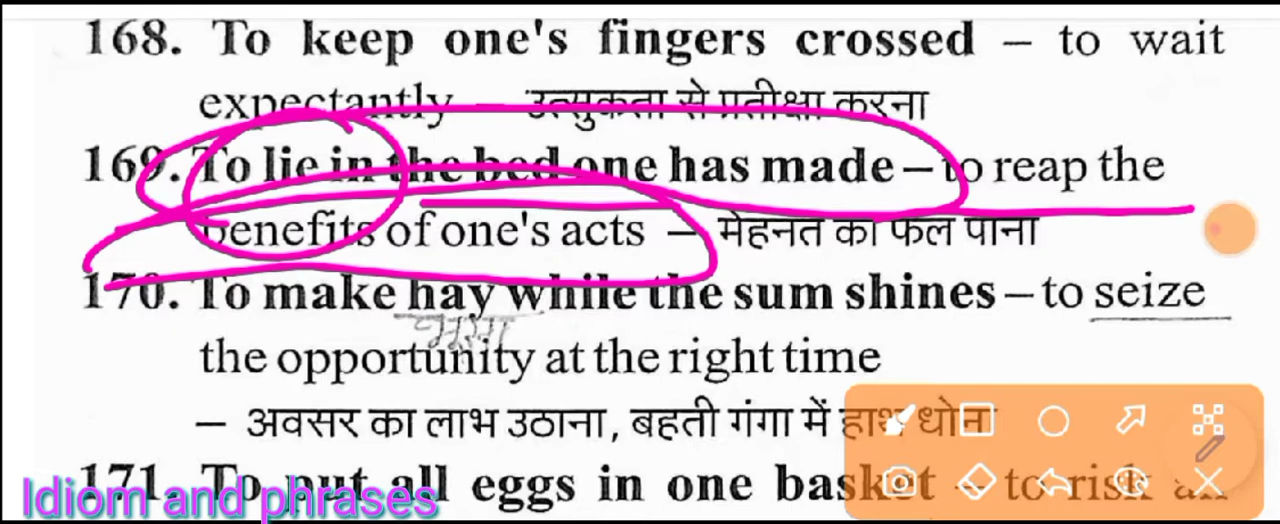 168. To keep one's fingers crossed – to wait
expectantly – उत्सुकता से प्रतीक्षा करना
169. To lie in the bed one has made – to reap the
benefits of one's acts – मेहनत का फल पाना
170. To make hay while the sum shines – to seize
the opportunity at the right time
– अवसर का लाभ उठाना, बहती गंगा में हाथ धोना
171. To put all eggs in one basket – to risk
Idiom and phrases